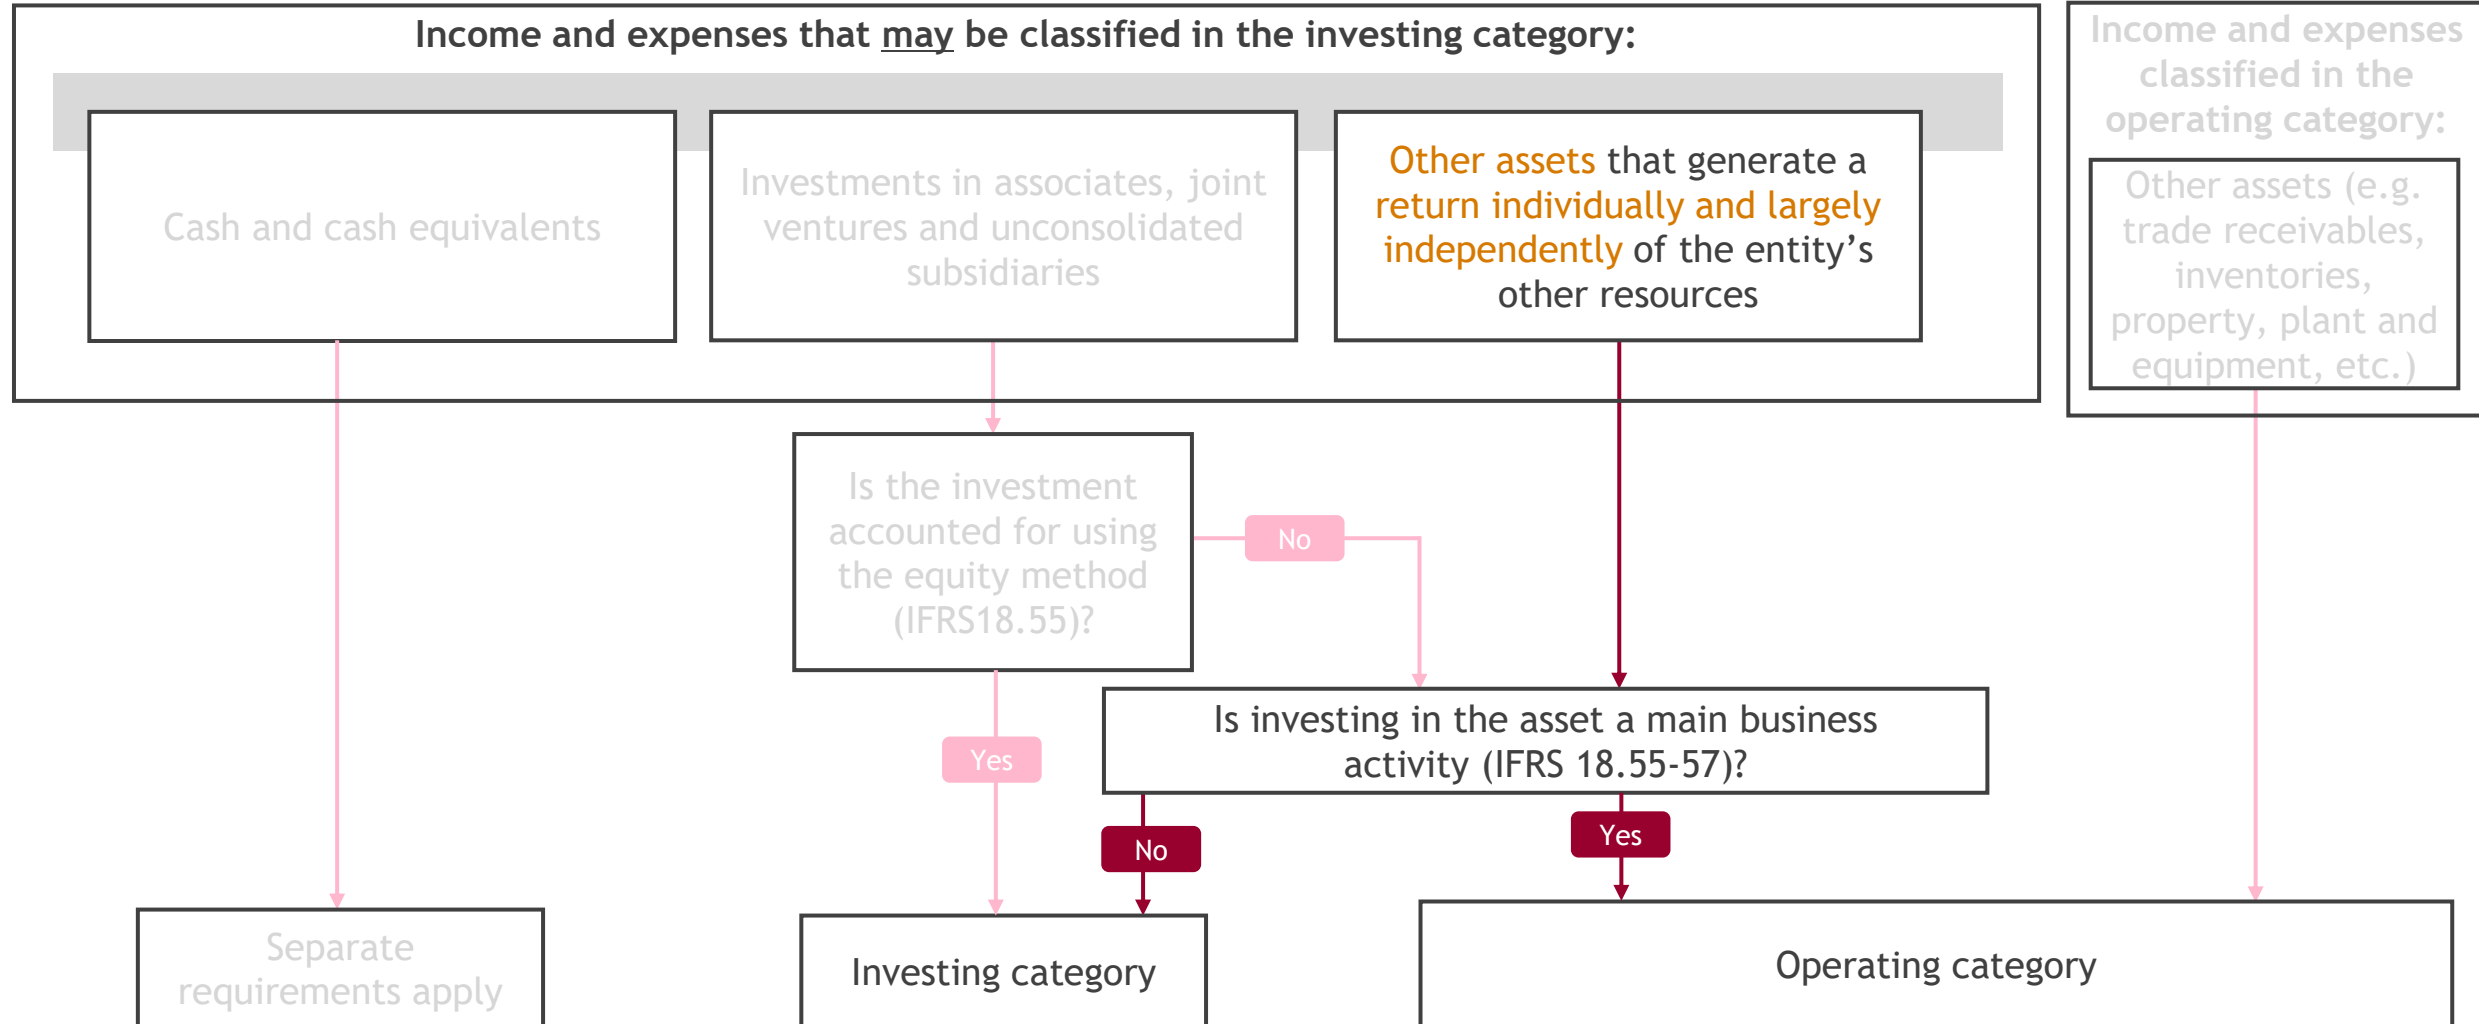 Income and expenses that may be classified in the investing category:
Cash and cash equivalents
Investments in associates, joint
ventures and unconsolidated
subsidiaries
Other assets that generate a
return individually and largely
independently of the entity’s
other resources
Income and expenses
classified in the
operating category:
Other assets (e.g.
trade receivables,
inventories,
property, plant and
equipment, etc.)
Is the investment
accounted for using
the equity method
(IFRS18.55)?
No
Yes
Is investing in the asset a main business
activity (IFRS 18.55-57)?
No
Yes
Separate
requirements apply
Investing category
Operating category